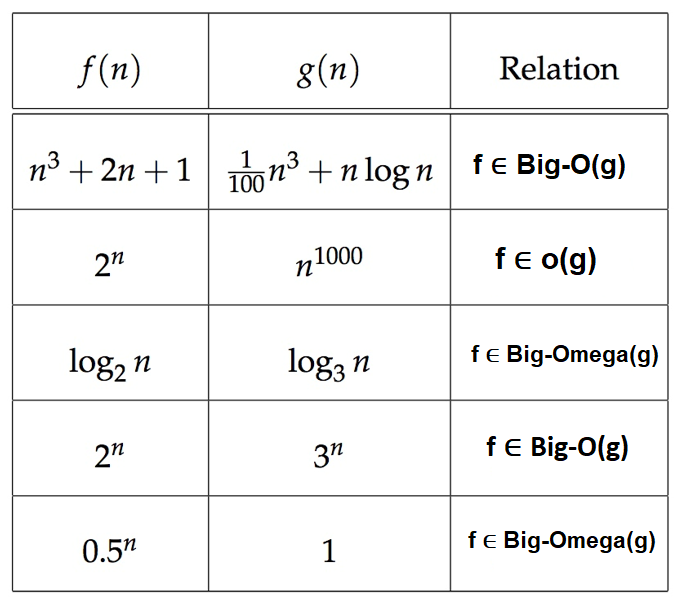 f(n) g(n) Relation
n³ + 2n + 1 1/100 n³ + n log n f ∈ Big-O(g)
2ⁿ n¹⁰⁰⁰ f ∈ o(g)
log₂ n log₃ n f ∈ Big-Omega(g)
2ⁿ 3ⁿ f ∈ Big-O(g)
0.5ⁿ 1 f ∈ Big-Omega(g)